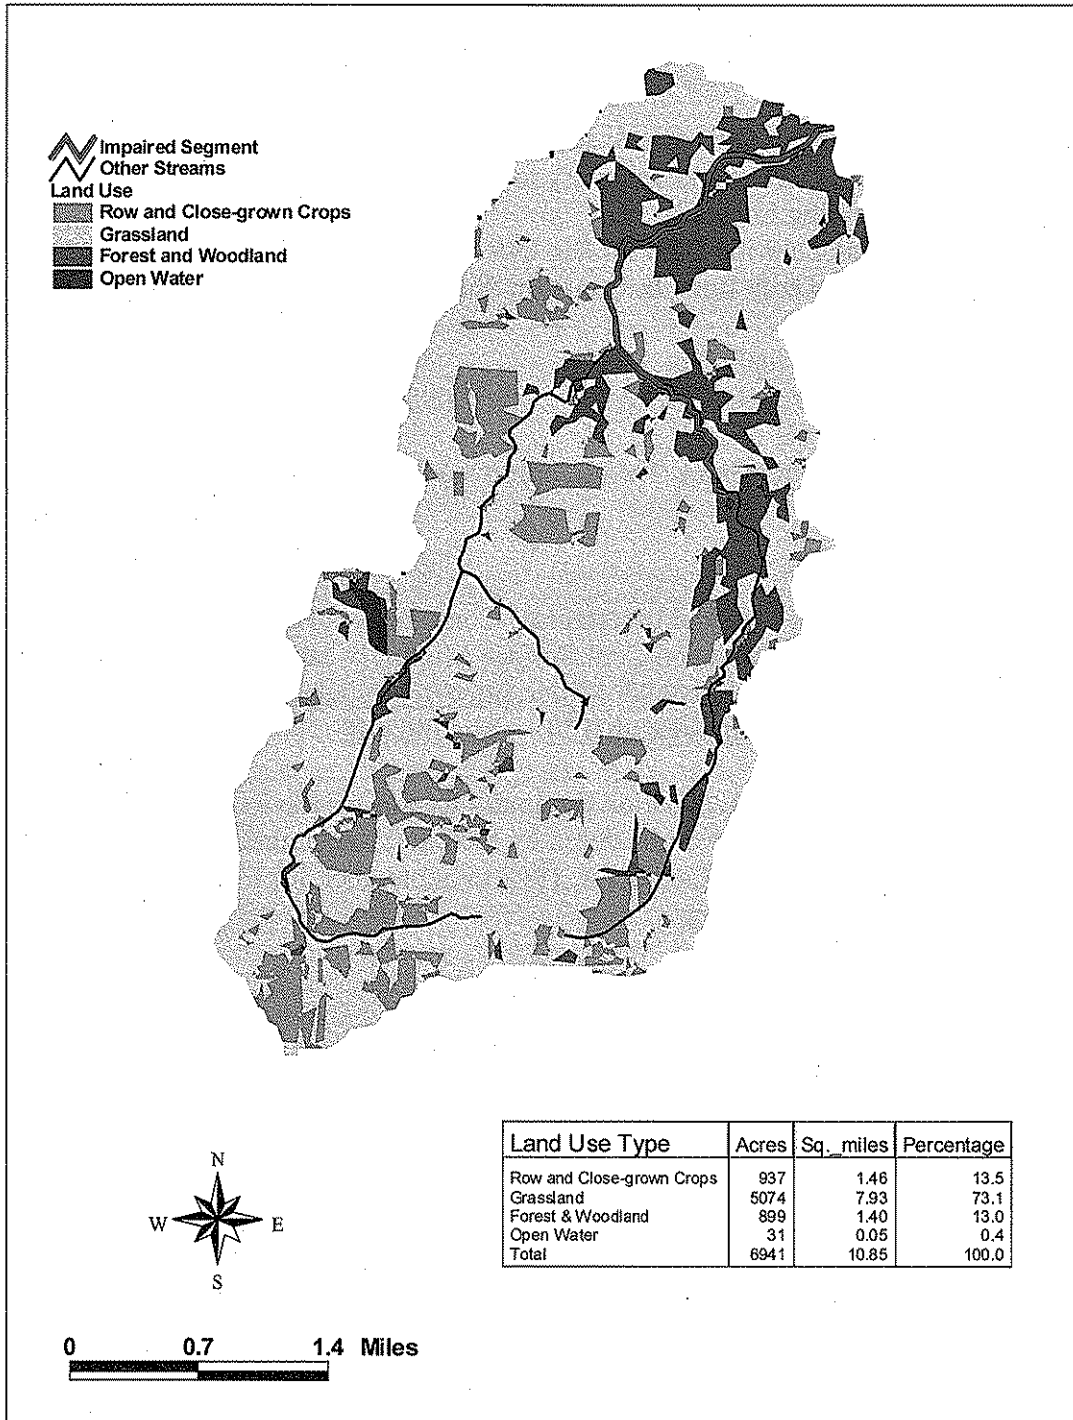 Impaired Segment
Other Streams
Land Use
Row and Close-grown Crops
Grassland
Forest and Woodland
Open Water
Land Use Type Acres Sq._miles Percentage
Row and Close-grown Crops 937 1.46 13.5
Grassland 5074 7.93 73.1
Forest & Woodland 899 1.40 13.0
Open Water 31 0.05 0.4
Total 6941 10.85 100.0
N
W E
S
0 0.7 1.4 Miles